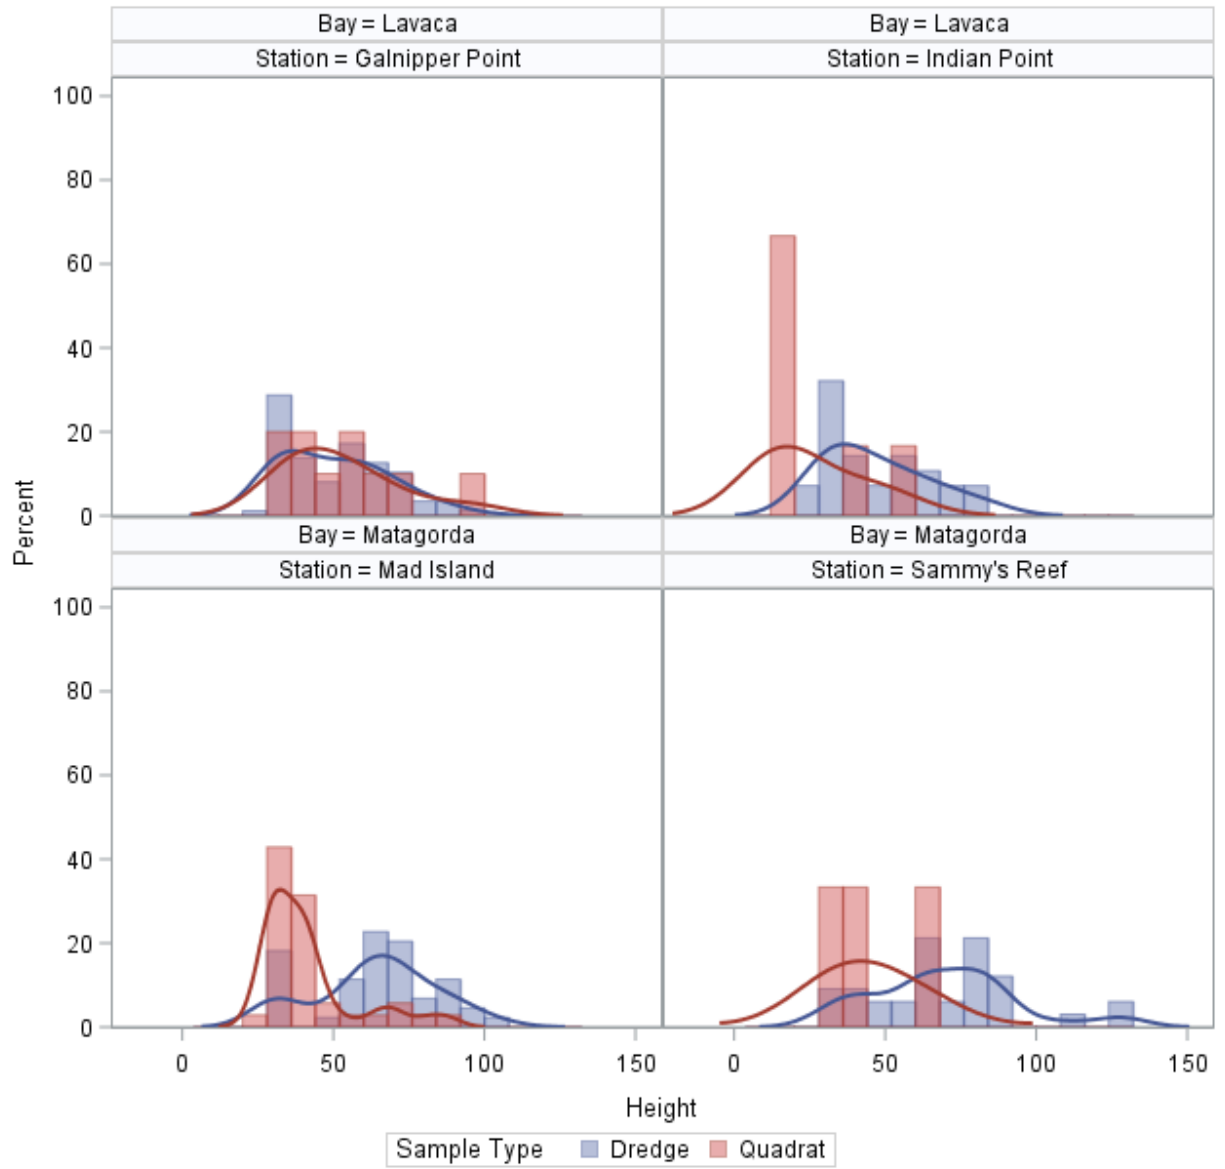 Bay = Lavaca
Bay = Lavaca
Station = Galnipper Point
Station = Indian Point
100
80
60
40
20
0
Bay = Matagorda
Bay = Matagorda
Station = Mad Island
Station = Sammy's Reef
100
80
60
40
20
0
Percent
0 50 100 150
0 50 100 150
Height
Sample Type Dredge Quadrat